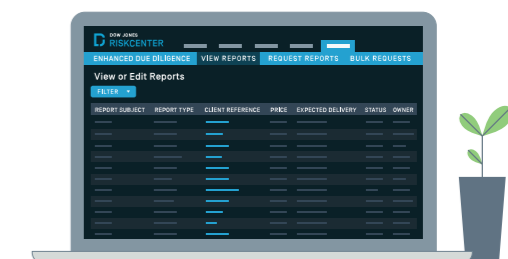 DOW JONES
RISKCENTER
ENHANCED DUE DILIGENCE VIEW REPORTS REQUEST REPORTS BULK REQUESTS
View or Edit Reports
FILTER
REPORT SUBJECT REPORT TYPE CLIENT REFERENCE PRICE EXPECTED DELIVERY STATUS OWNER